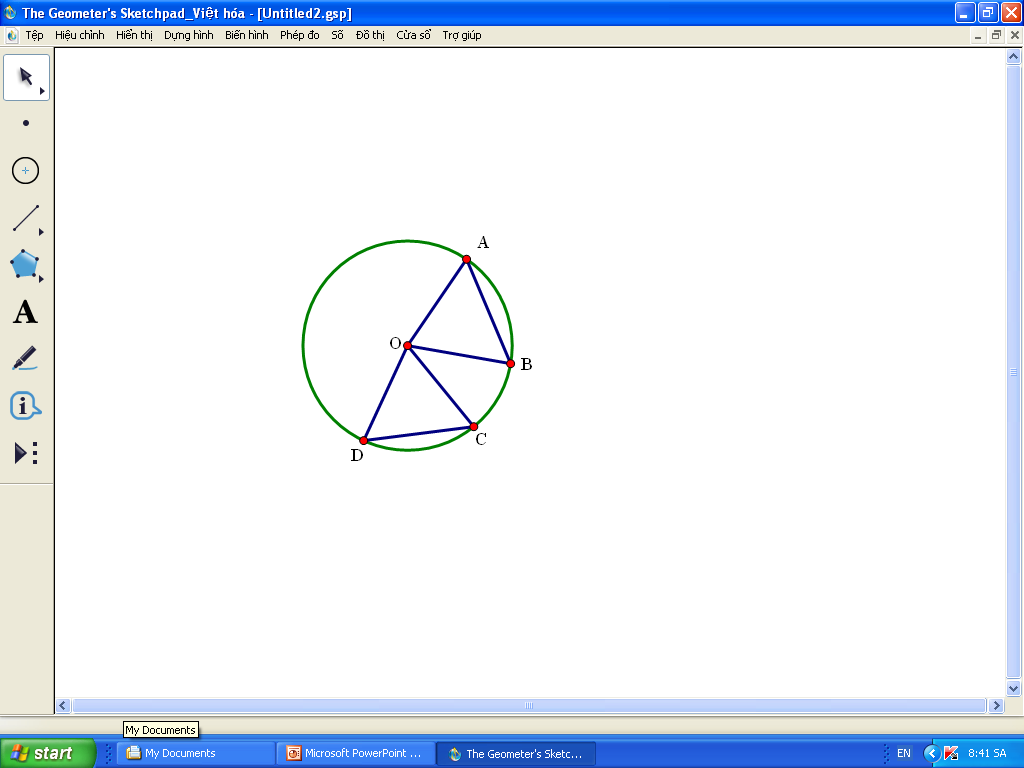 The Geometer's Sketchpad_Việt hóa - [Untitled2.gsp]
Tệp Hiệu chỉnh Hiển thị Dựng hình Biến hình Phép đo Số Đồ thị Cửa sổ Trợ giúp
A
A
O
B
C
D
My Documents
start My Documents Microsoft PowerPoint ... The Geometer's Sketc... EN 8:41 SA